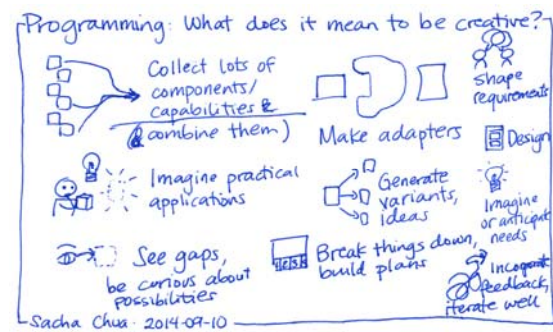 Programming: What does it mean to be creative?
Collect lots of
components/
capabilities &
(& combine them)
Make adapters
shape
requirements
Design
Imagine practical
applications
Generate
variants,
ideas
Imagine
or anticipate
needs
See gaps,
be curious about
possibilities
Break things down,
build plans
Incorporate
feedback,
iterate well
Sacha Chua · 2014-09-10